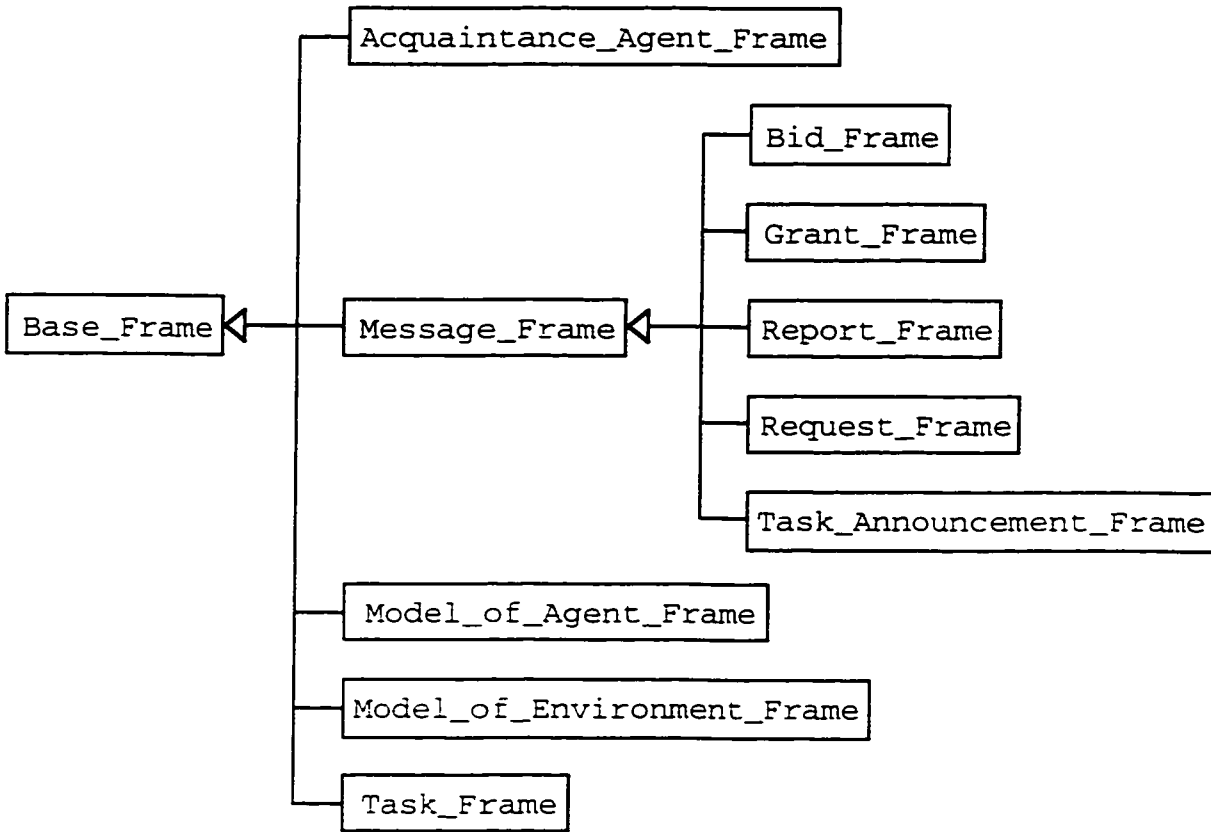 Acquaintance_Agent_Frame
Bid_Frame
Grant_Frame
Base_Frame
Message_Frame
Report_Frame
Request_Frame
Task_Announcement_Frame
Model_of_Agent_Frame
Model_of_Environment_Frame
Task_Frame